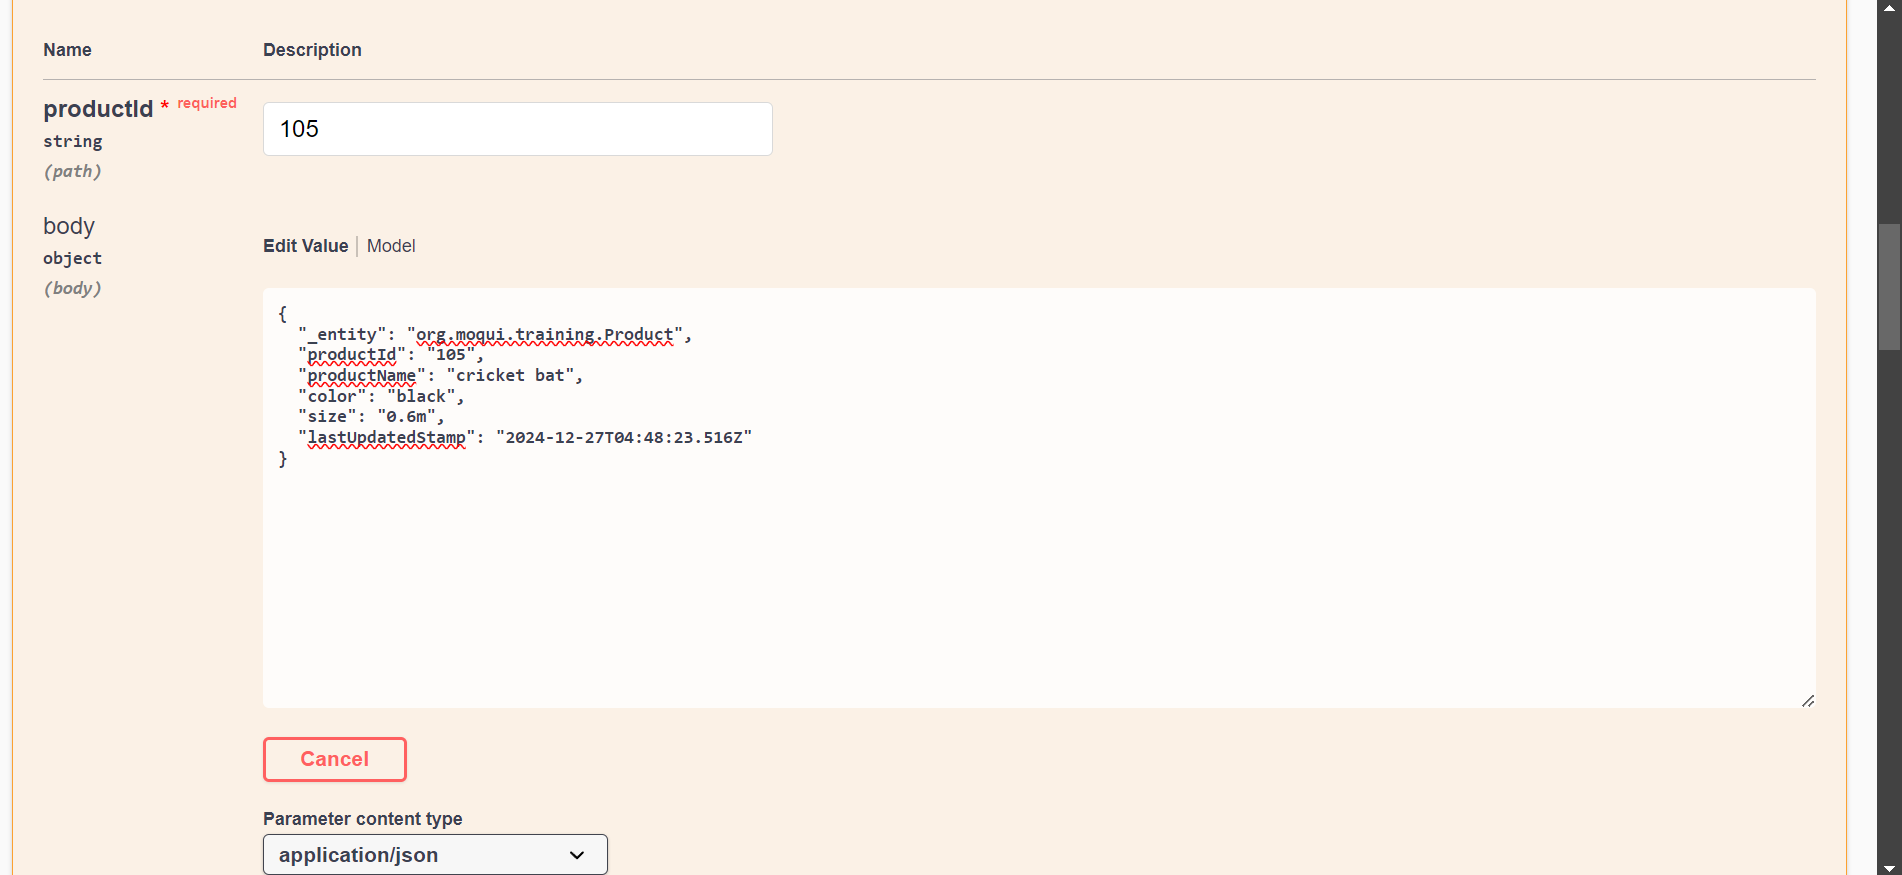 Name Description
productId * required
string
(path)
105
body
object
(body)
Edit Value | Model
{
  "_entity": "org.moqui.training.Product",
  "productId": "105",
  "productName": "cricket bat",
  "color": "black",
  "size": "0.6m",
  "lastUpdatedStamp": "2024-12-27T04:48:23.516Z"
}
Cancel
Parameter content type
application/json